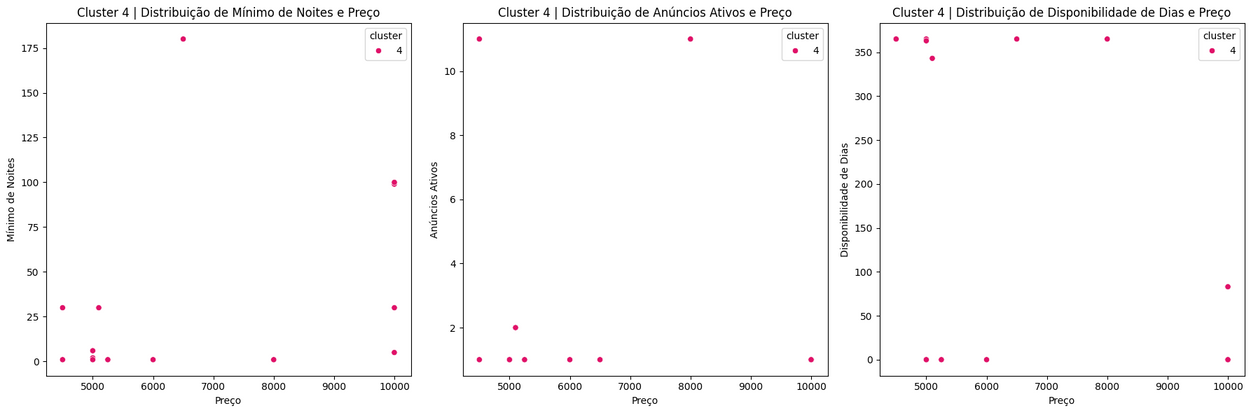 Cluster 4 | Distribuição de Mínimo de Noites e Preço
cluster
4
175
150
125
100
75
50
25
0
Mínimo de Noites
5000 6000 7000 8000 9000 10000
Preço
Cluster 4 | Distribuição de Anúncios Ativos e Preço
cluster
4
10
8
6
4
2
Anúncios Ativos
5000 6000 7000 8000 9000 10000
Preço
Cluster 4 | Distribuição de Disponibilidade de Dias e Preço
cluster
4
350
300
250
200
150
100
50
0
Disponibilidade de Dias
5000 6000 7000 8000 9000 10000
Preço